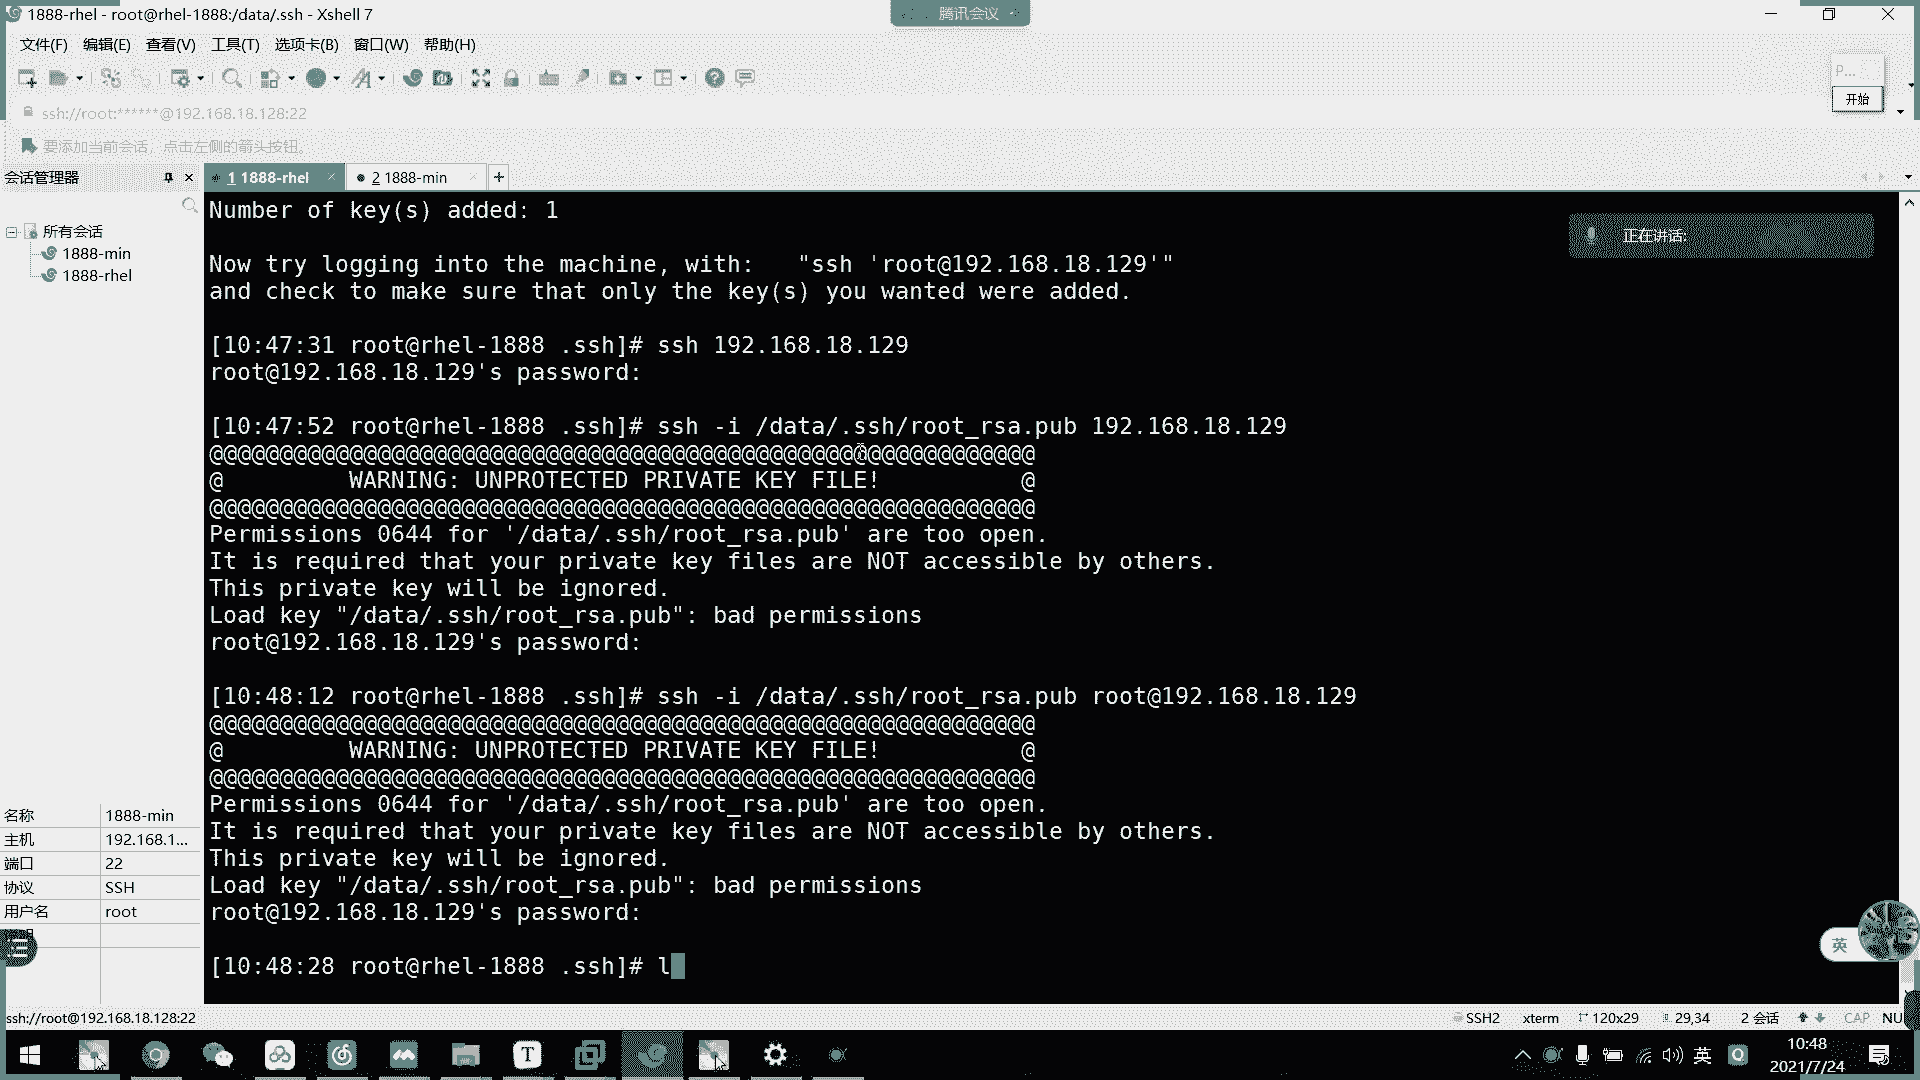 1888-rhel - root@rhel-1888:/data/.ssh - Xshell 7
腾讯会议
文件(F) 编辑(E) 查看(V) 工具(T) 选项卡(B) 窗口(W) 帮助(H)
P...
开始
ssh://root:******@192.168.18.128:22
要添加当前会话，点击左侧的箭头按钮。
会话管理器
1 1888-rhel
2 1888-min
所有会话
1888-min
1888-rhel
正在讲话:
Number of key(s) added: 1
Now try logging into the machine, with:   "ssh 'root@192.168.18.129'"
and check to make sure that only the key(s) you wanted were added.
[10:47:31 root@rhel-1888 .ssh]# ssh 192.168.18.129
root@192.168.18.129's password:
[10:47:52 root@rhel-1888 .ssh]# ssh -i /data/.ssh/root_rsa.pub 192.168.18.129
@@@@@@@@@@@@@@@@@@@@@@@@@@@@@@@@@@@@@@@@@@@@@@@@@@@@@@@@@@@
@         WARNING: UNPROTECTED PRIVATE KEY FILE!          @
@@@@@@@@@@@@@@@@@@@@@@@@@@@@@@@@@@@@@@@@@@@@@@@@@@@@@@@@@@@
Permissions 0644 for '/data/.ssh/root_rsa.pub' are too open.
It is required that your private key files are NOT accessible by others.
This private key will be ignored.
Load key "/data/.ssh/root_rsa.pub": bad permissions
root@192.168.18.129's password:
[10:48:12 root@rhel-1888 .ssh]# ssh -i /data/.ssh/root_rsa.pub root@192.168.18.129
@@@@@@@@@@@@@@@@@@@@@@@@@@@@@@@@@@@@@@@@@@@@@@@@@@@@@@@@@@@
@         WARNING: UNPROTECTED PRIVATE KEY FILE!          @
@@@@@@@@@@@@@@@@@@@@@@@@@@@@@@@@@@@@@@@@@@@@@@@@@@@@@@@@@@@
Permissions 0644 for '/data/.ssh/root_rsa.pub' are too open.
It is required that your private key files are NOT accessible by others.
This private key will be ignored.
Load key "/data/.ssh/root_rsa.pub": bad permissions
root@192.168.18.129's password:
[10:48:28 root@rhel-1888 .ssh]# l
名称 1888-min
主机 192.168.1...
端口 22
协议 SSH
用户名 root
英
ssh://root@192.168.18.128:22
SSH2 xterm 120x29 29,34 2 会话 CAP NU
英
10:48
2021/7/24